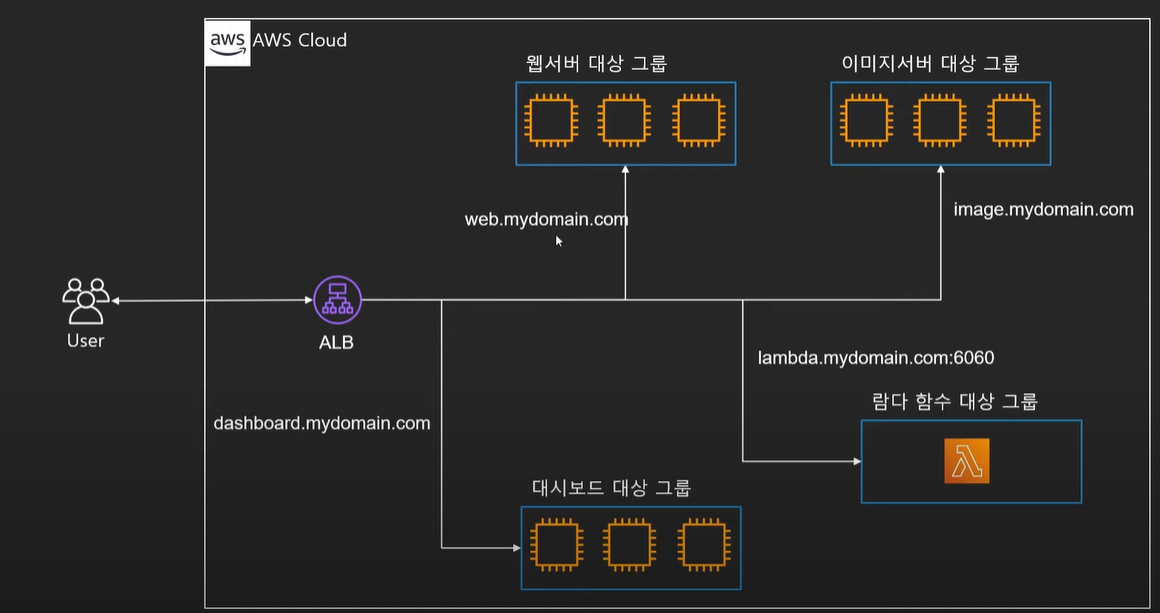 aws
AWS Cloud
웹서버 대상 그룹
이미지서버 대상 그룹
web.mydomain.com
image.mydomain.com
User
ALB
lambda.mydomain.com:6060
람다 함수 대상 그룹
dashboard.mydomain.com
대시보드 대상 그룹